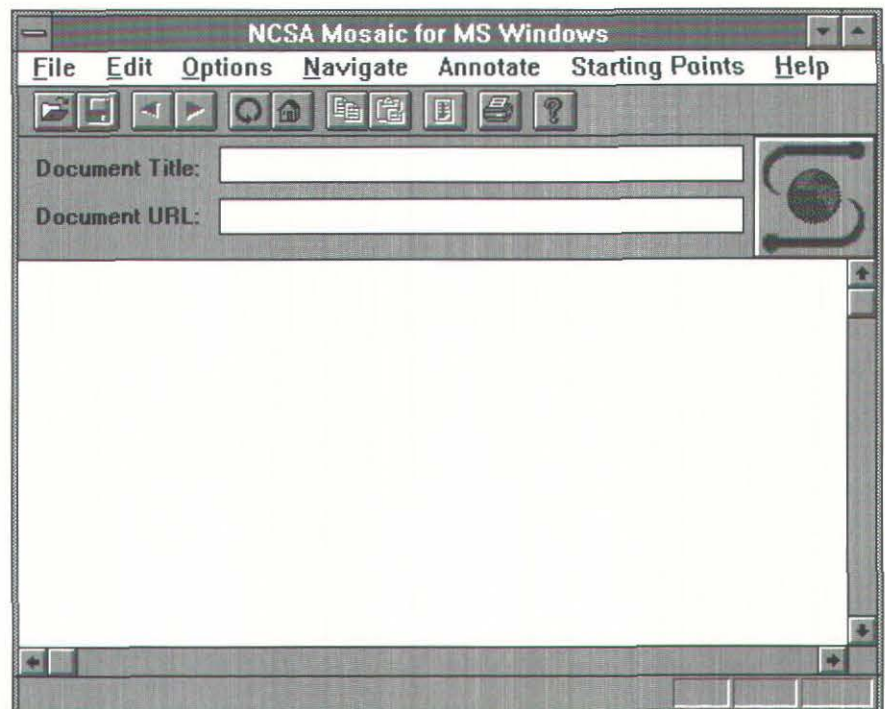 NCSA Mosaic for MS Windows
File Edit Options Navigate Annotate Starting Points Help
Document Title:
Document URL: